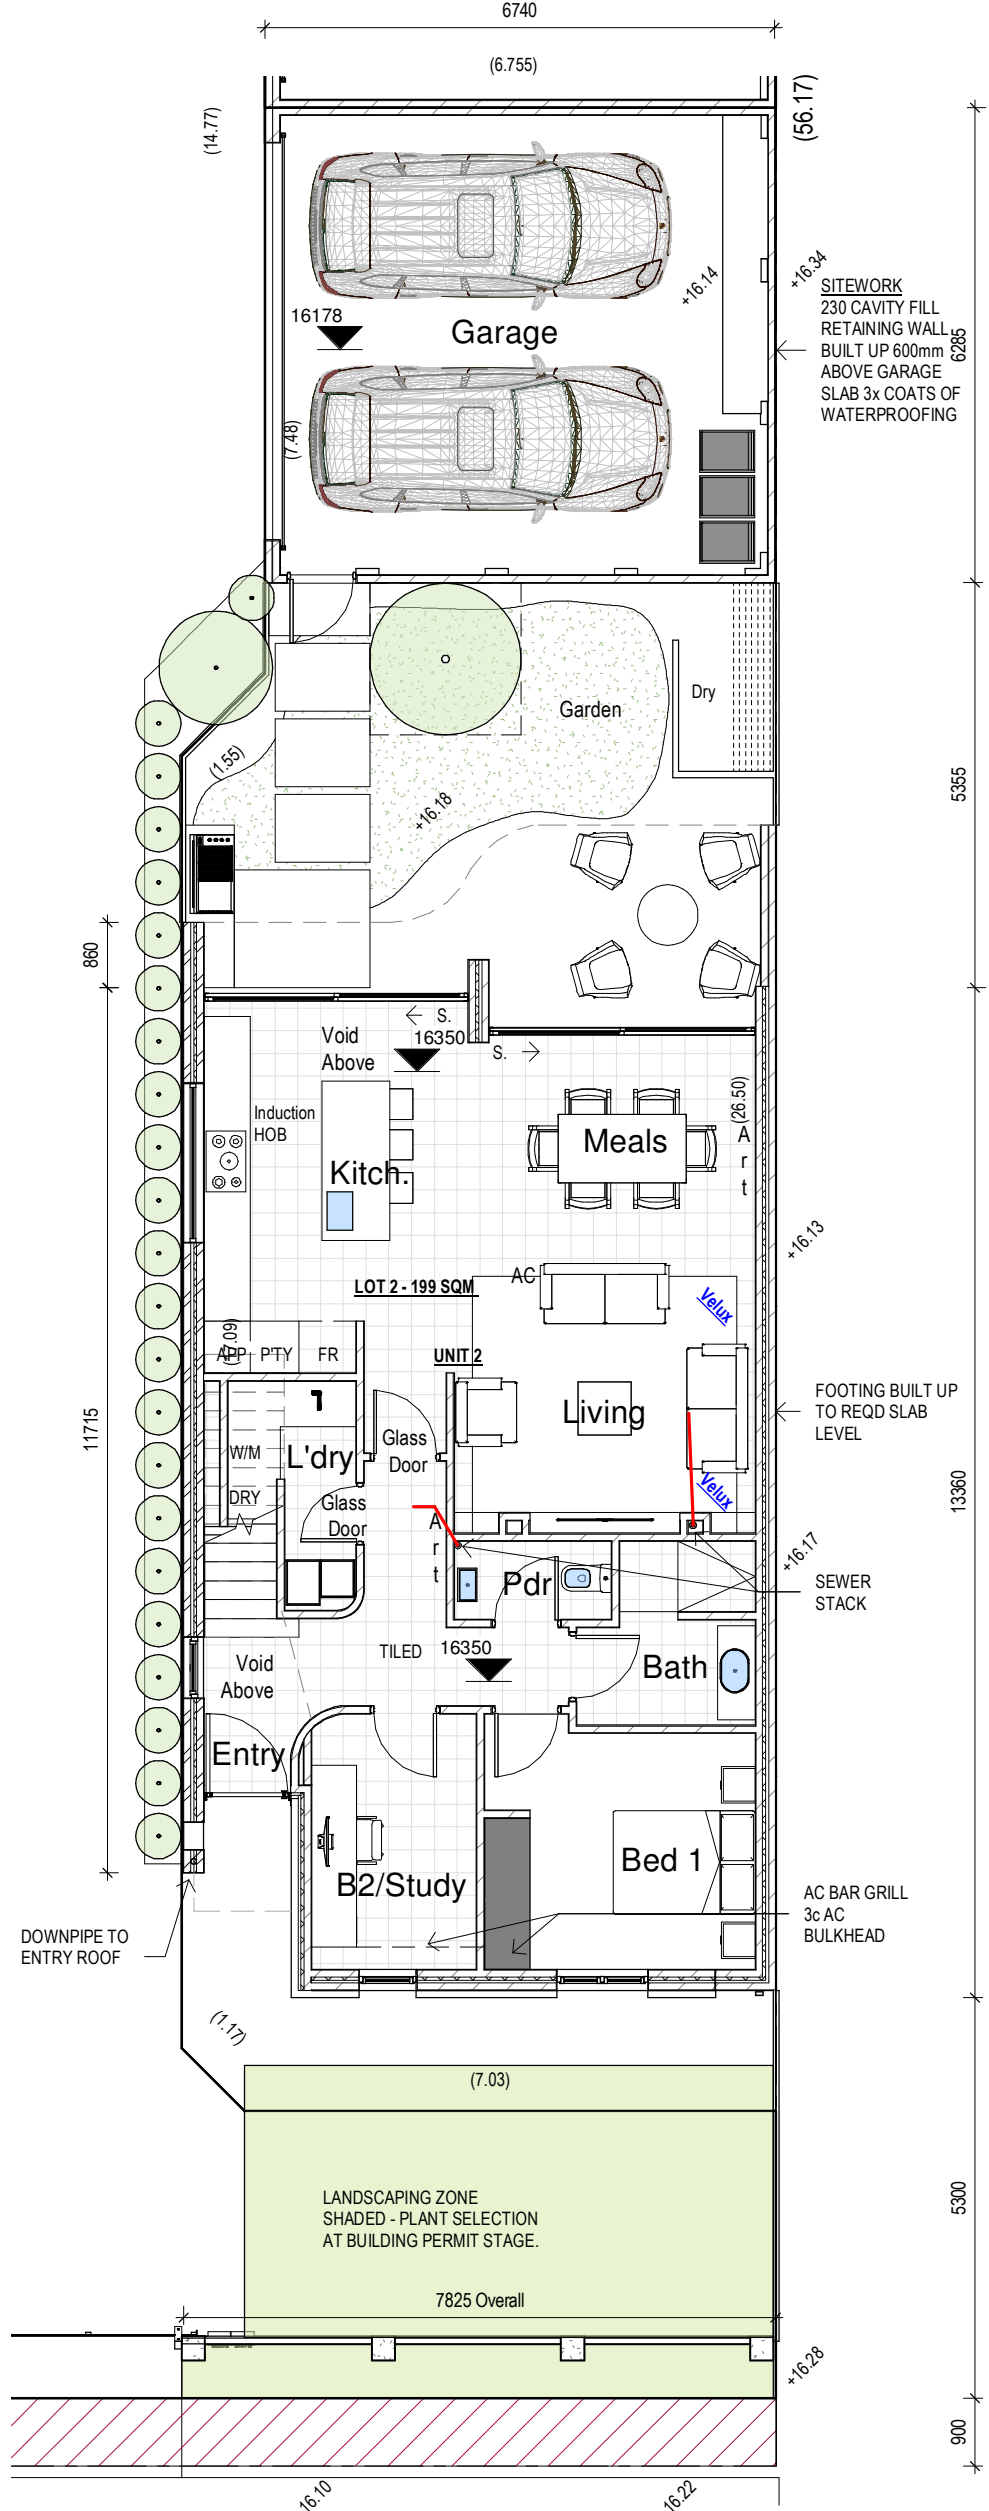 6740
(6.755)
(14.77)
(56.17)
+16.14
+16.34
16178
Garage
SITEWORK
230 CAVITY FILL
RETAINING WALL
BUILT UP 600mm
ABOVE GARAGE
SLAB 3x COATS OF
WATERPROOFING
6285
(7.48)
Dry
Garden
(1.55)
+16.18
5355
860
S.
16350
S.
Void
Above
Induction
HOB
Kitch.
Meals
(26.50)
A
r
t
+16.13
AC
LOT 2 - 199 SQM
Velux
P'TY
FR
UNIT 2
Living
FOOTING BUILT UP
TO REQD SLAB
LEVEL
11715
Glass
Door
L'dry
W/M
DRY
Glass
Door
Velux
13360
A
r
t
+16.17
Pdr
SEWER
STACK
TILED
16350
Void
Above
Bath
Entry
B2/Study
Bed 1
AC BAR GRILL
3c AC
BULKHEAD
DOWNPIPE TO
ENTRY ROOF
(1.17)
(7.03)
LANDSCAPING ZONE
SHADED - PLANT SELECTION
AT BUILDING PERMIT STAGE.
5300
7825 Overall
+16.28
900
16.10
16.22